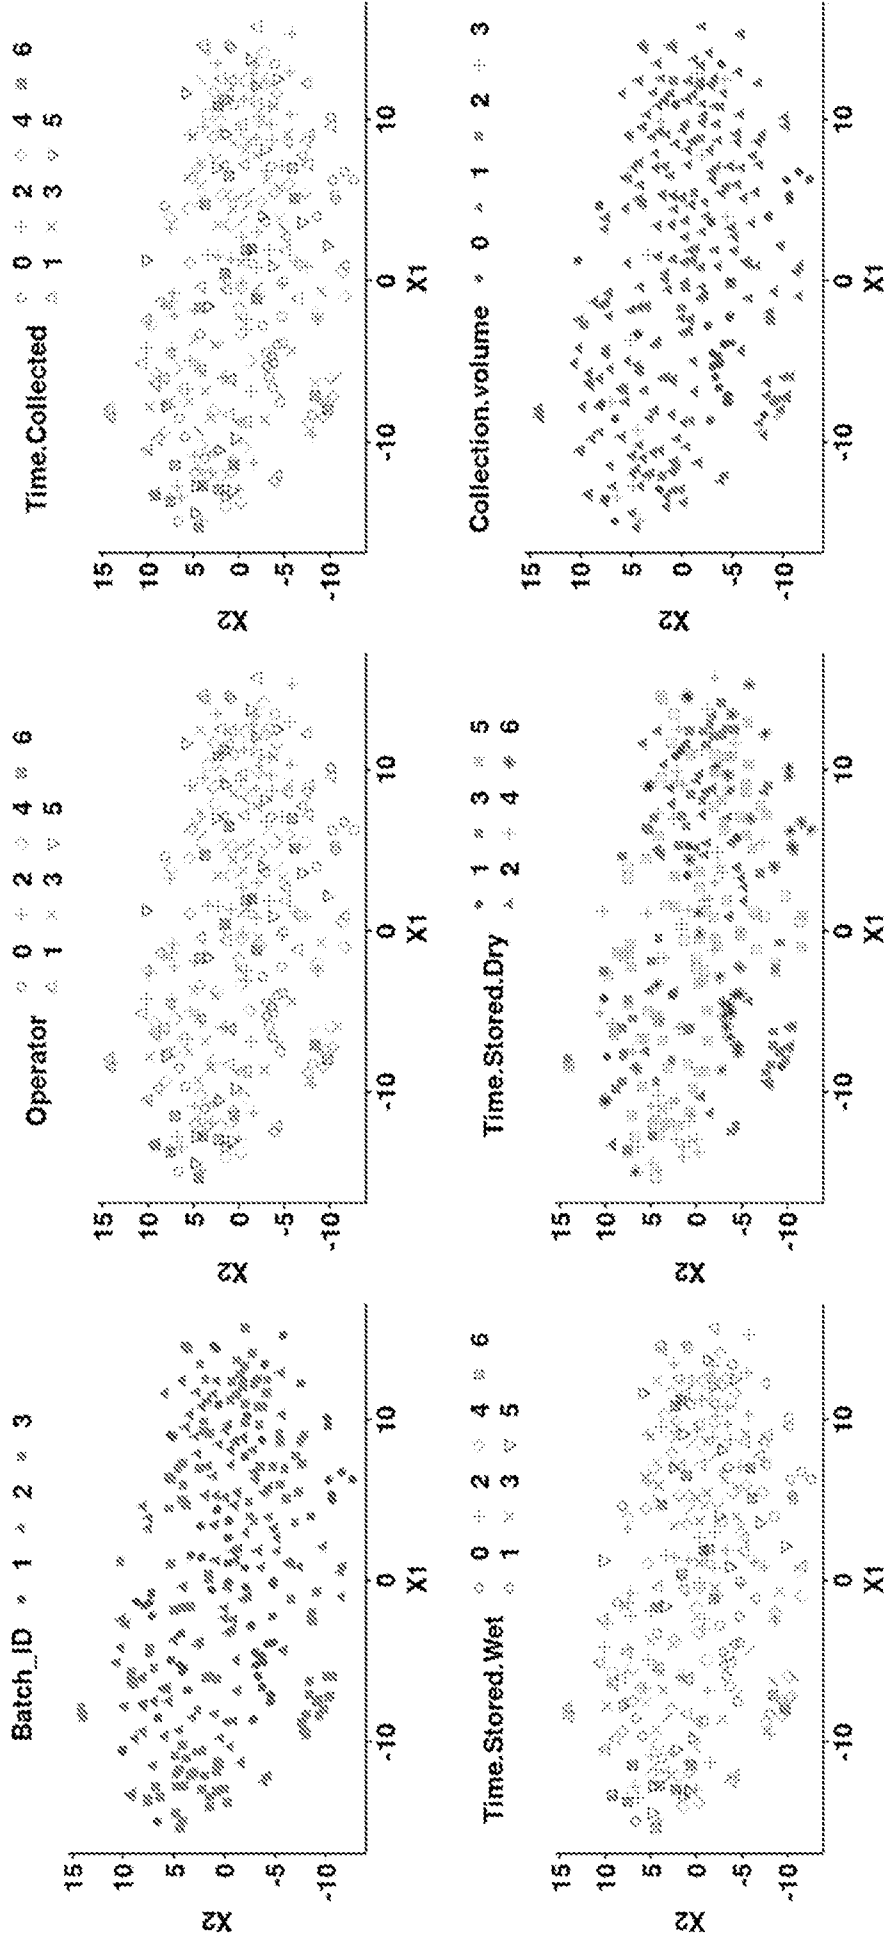 Batch_ID 1 2 3
15
10
5
0
-5
-10
X2
-10 0 10
X1
Operator
0 2 4 6
1 3 5
15
10
5
0
-5
-10
X2
-10 0 10
X1
Time.Collected
0 2 4 6
1 3 5
15
10
5
0
-5
-10
X2
-10 0 10
X1
Time.Stored.Wet
0 2 4 6
1 3 5
15
10
5
0
-5
-10
X2
-10 0 10
X1
Time.Stored.Dry
1 3 5
2 4 6
15
10
5
0
-5
-10
X2
-10 0 10
X1
Collection.volume 0 1 2 3
15
10
5
0
-5
-10
X2
-10 0 10
X1